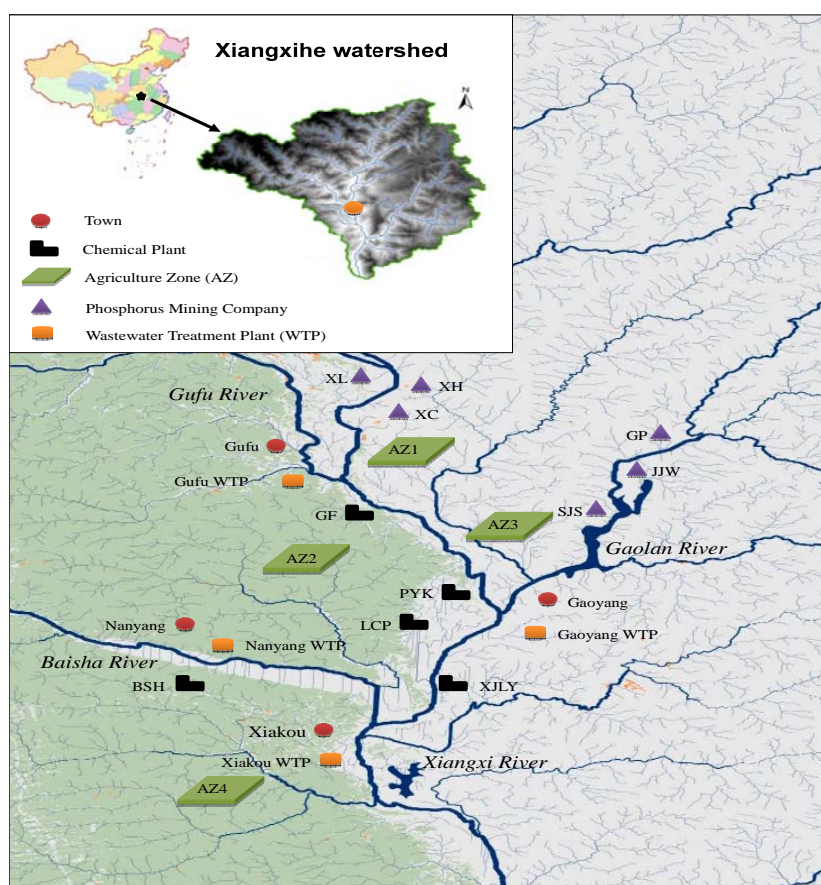 Xiangxihe watershed
N
Town
Chemical Plant
Agriculture Zone (AZ)
Phosphorus Mining Company
Wastewater Treatment Plant (WTP)
XL
XH
Gufu River
XC
GP
Gufu
AZ1
JJW
Gufu WTP
SJS
GF
AZ3
Gaolan River
AZ2
PYK
Gaoyang
LCP
Nanyang
Gaoyang WTP
Nanyang WTP
Baisha River
BSH
XJLY
Xiakou
Xiakou WTP
Xiangxi River
AZ4